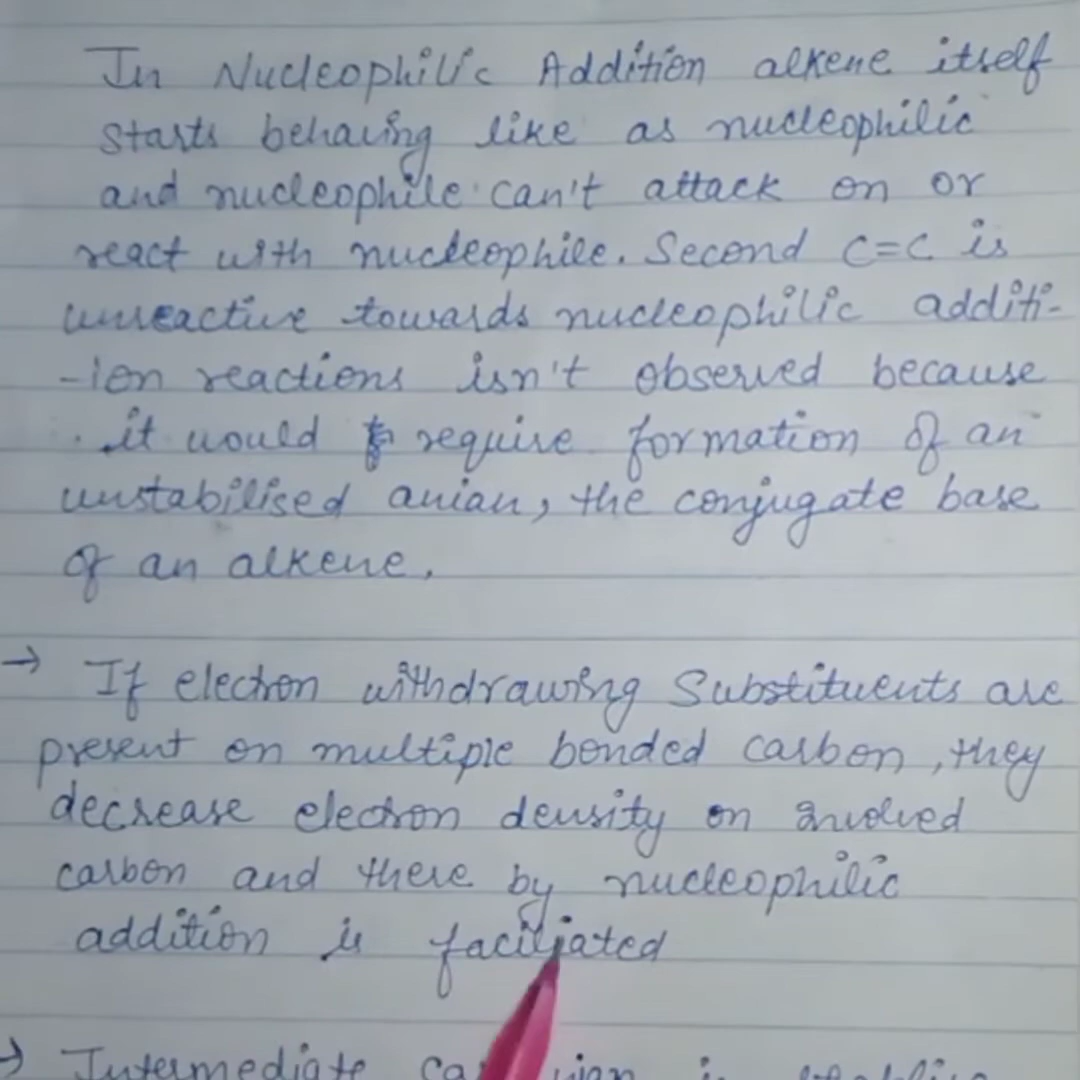 In Nucleophilic Addition alkene itself
starts behaving like as nucleophilic
and nucleophile can't attack on or
react with nucleophile. Second C=C is
unreactive towards nucleophilic additi-
-ion reactions isn't observed because
it would require formation of an
unstabilised anion, the conjugate base
of an alkene.
→ If electron withdrawing Substituents are
present on multiple bonded carbon, they
decrease electron density on involved
carbon and there by nucleophilic
addition is faciliated
→ Intermediate